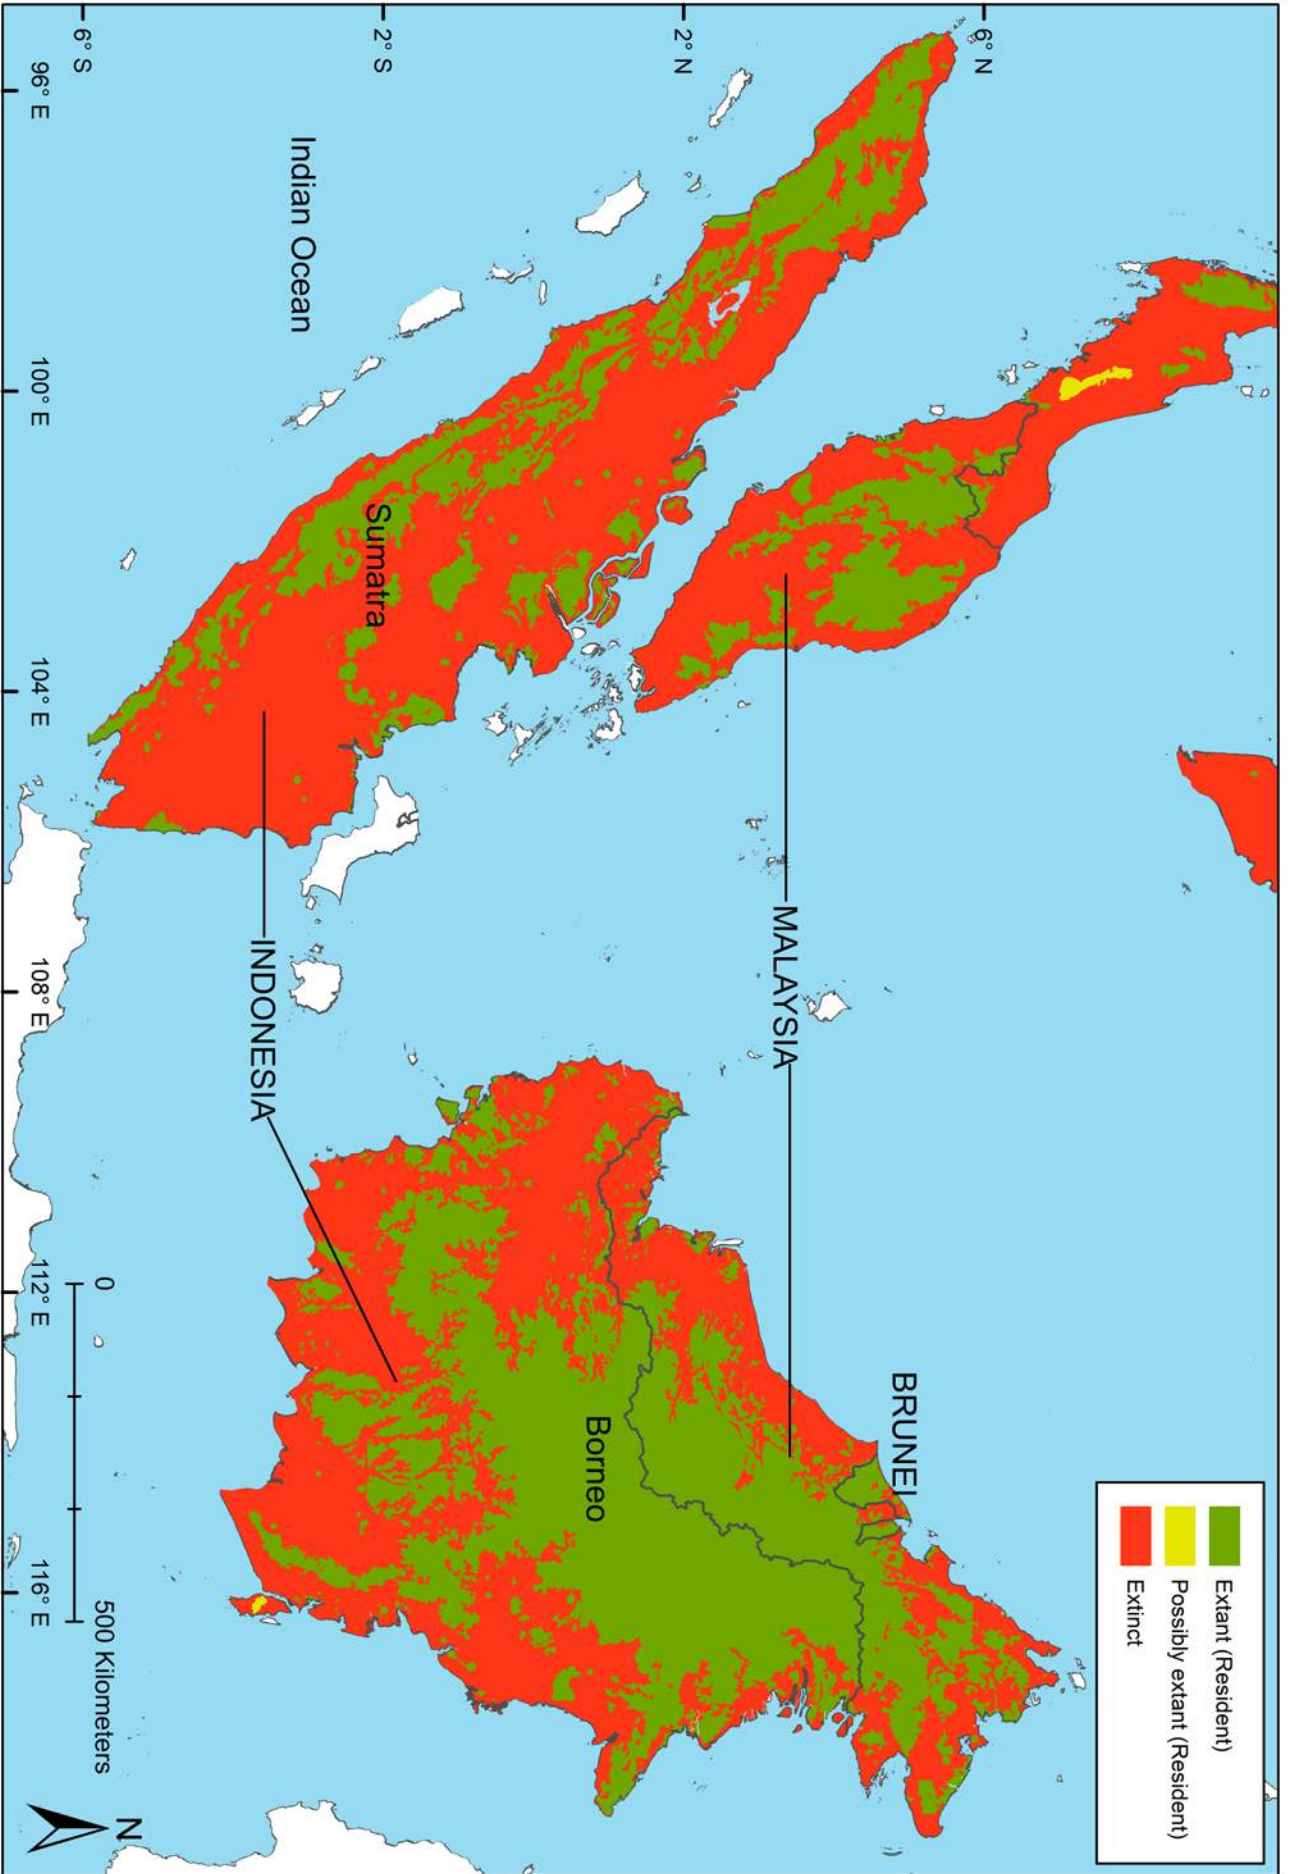 Extant (Resident)
Possibly extant (Resident)
Extinct
6° N
2° N
2° S
6° S
BRUNEI
MALAYSIA
Borneo
Sumatra
Indian Ocean
INDONESIA
N
0
500 Kilometers
96° E
100° E
104° E
108° E
112° E
116° E